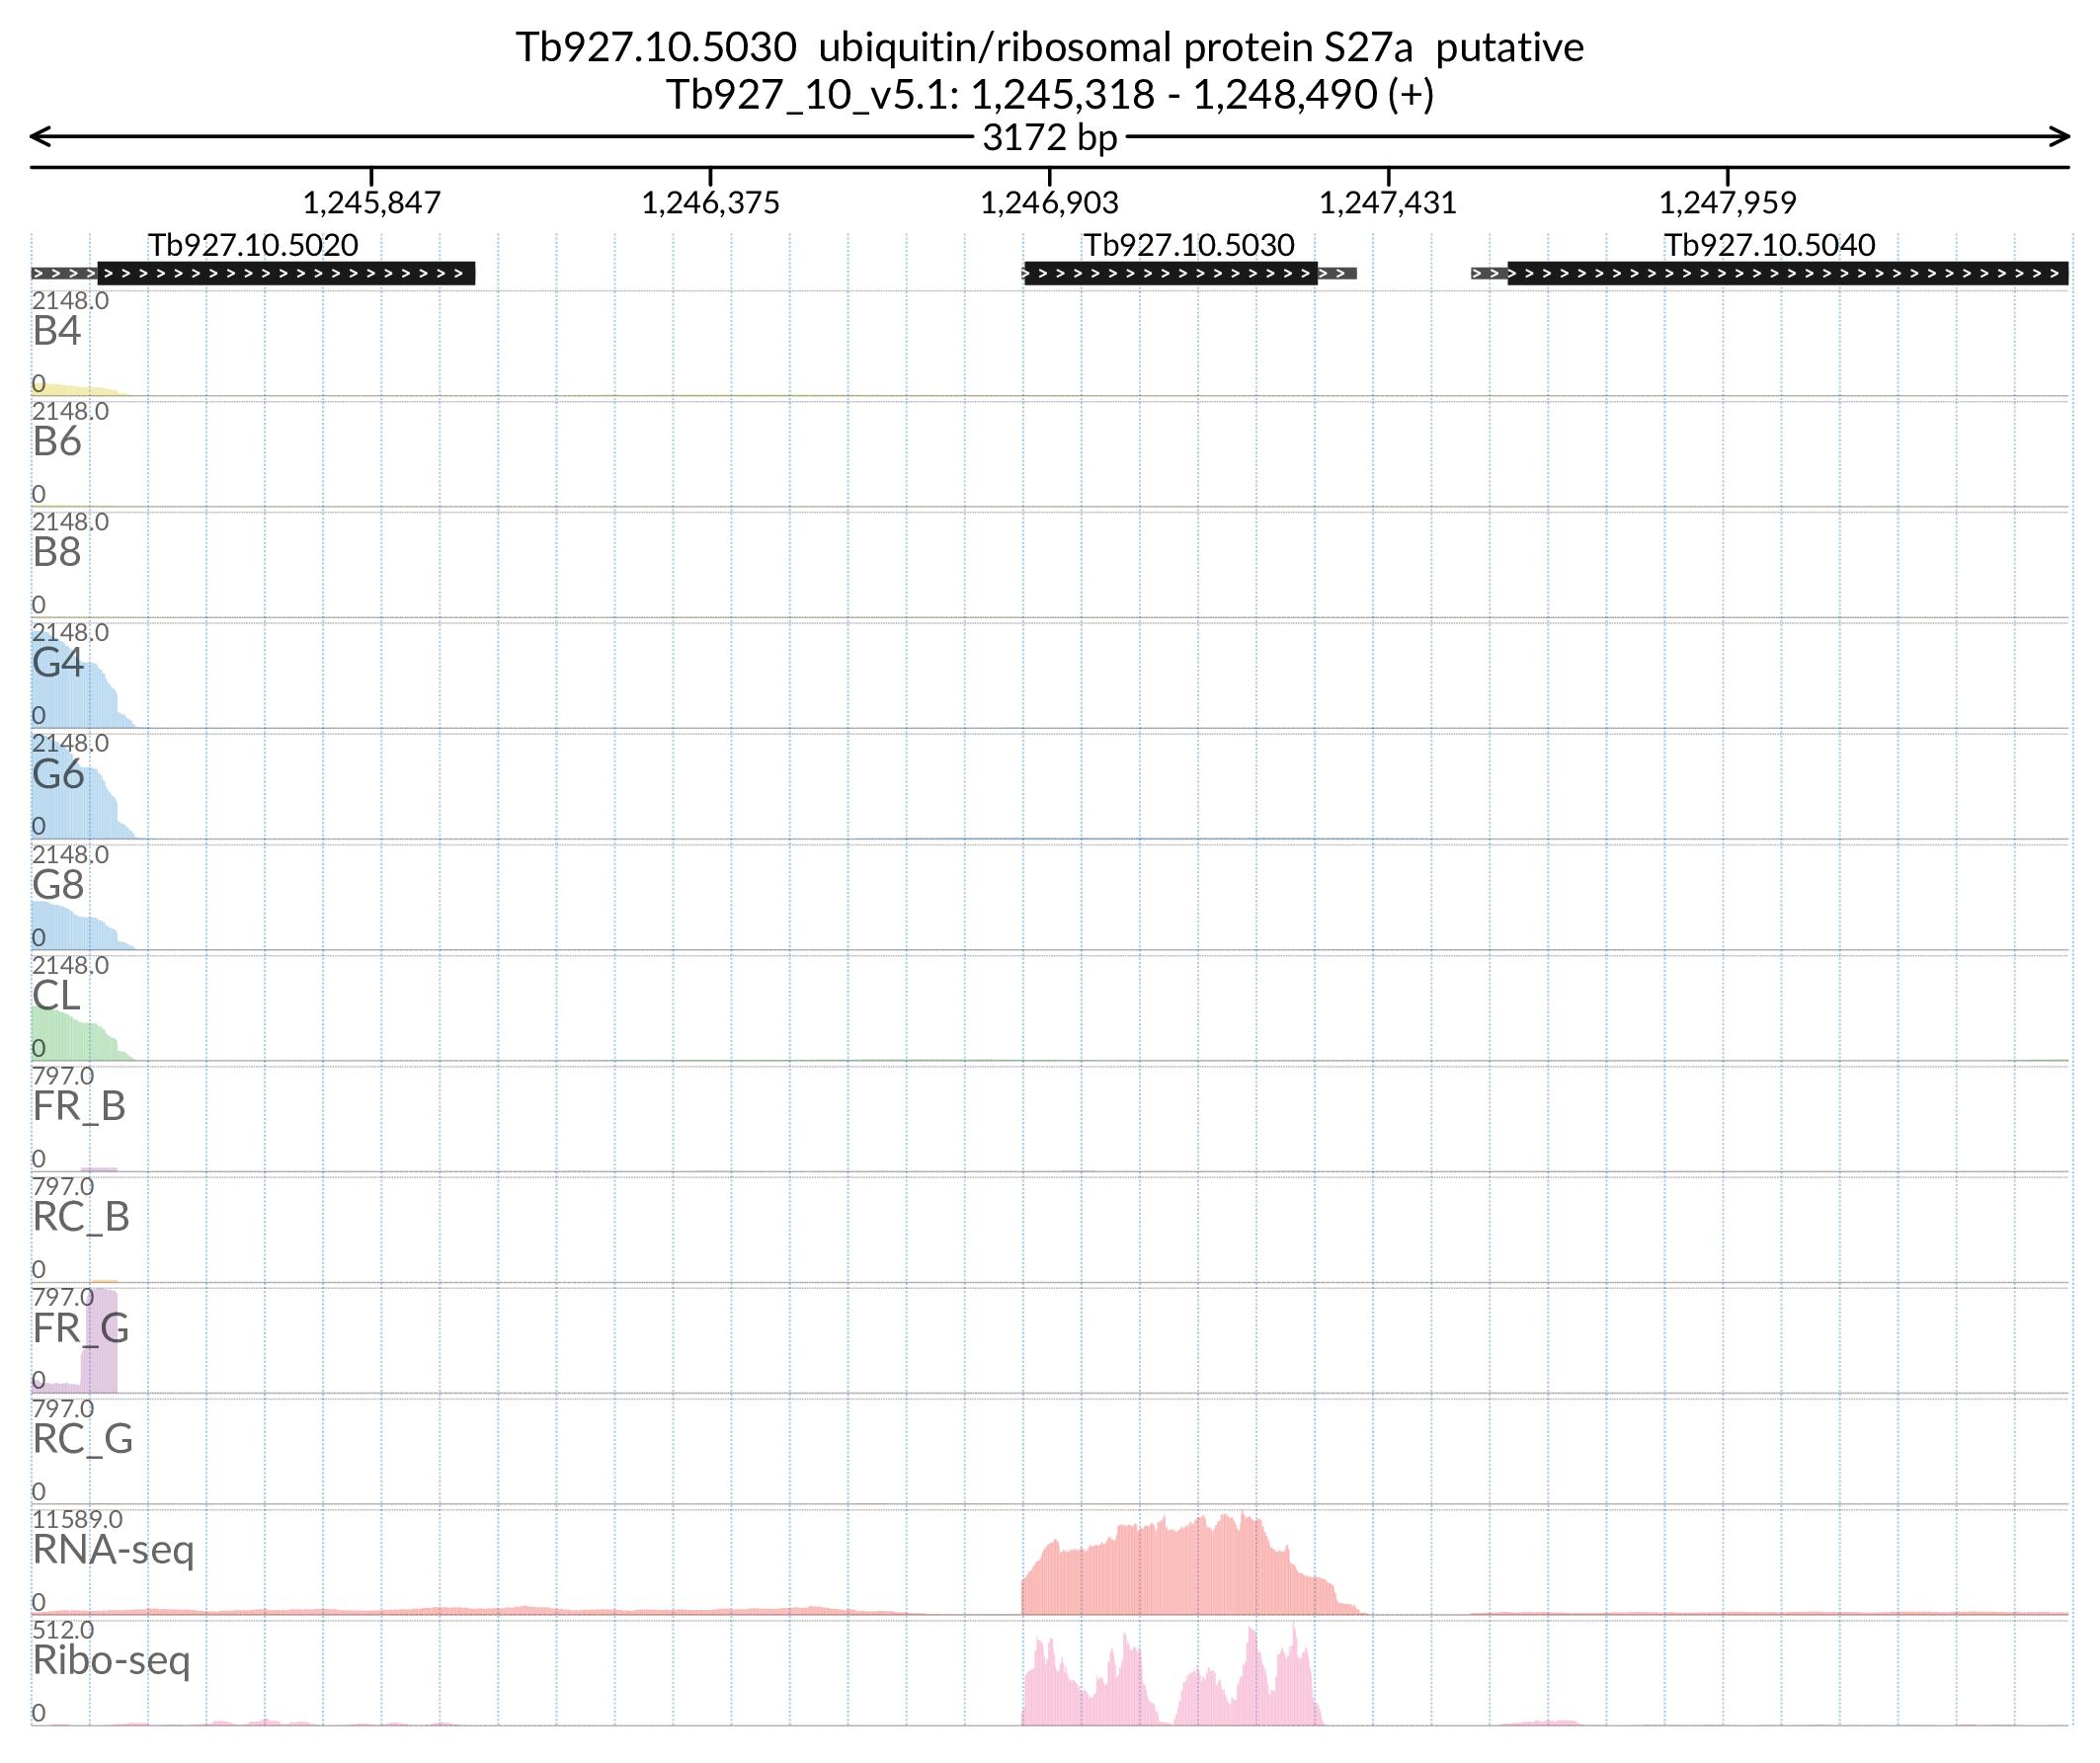 Tb927.10.5030  ubiquitin/ribosomal protein S27a  putative
Tb927_10_v5.1: 1,245,318 - 1,248,490 (+)
3172 bp
1,245,847 1,246,375 1,246,903 1,247,431 1,247,959
Tb927.10.5020 Tb927.10.5030 Tb927.10.5040
2148.0
B4
0
2148.0
B6
0
2148.0
B8
0
2148.0
G4
0
2148.0
G6
0
2148.0
G8
0
2148.0
CL
0
797.0
FR_B
0
797.0
RC_B
0
797.0
FR_G
0
797.0
RC_G
0
11589.0
RNA-seq
0
512.0
Ribo-seq
0